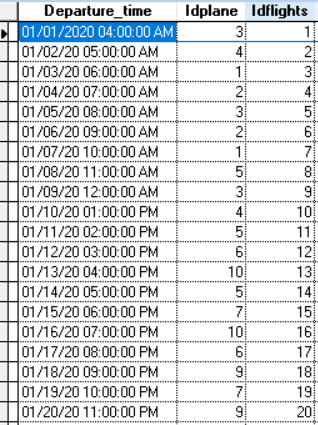 Departure_time Idplane Idflights
01/01/2020 04:00:00 AM 3 1
01/02/20 05:00:00 AM 4 2
01/03/20 06:00:00 AM 1 3
01/04/20 07:00:00 AM 2 4
01/05/20 08:00:00 AM 3 5
01/06/20 09:00:00 AM 2 6
01/07/20 10:00:00 AM 1 7
01/08/20 11:00:00 AM 5 8
01/09/20 12:00:00 AM 3 9
01/10/20 01:00:00 PM 4 10
01/11/20 02:00:00 PM 5 11
01/12/20 03:00:00 PM 6 12
01/13/20 04:00:00 PM 10 13
01/14/20 05:00:00 PM 5 14
01/15/20 06:00:00 PM 7 15
01/16/20 07:00:00 PM 10 16
01/17/20 08:00:00 PM 6 17
01/18/20 09:00:00 PM 9 18
01/19/20 10:00:00 PM 7 19
01/20/20 11:00:00 PM 9 20